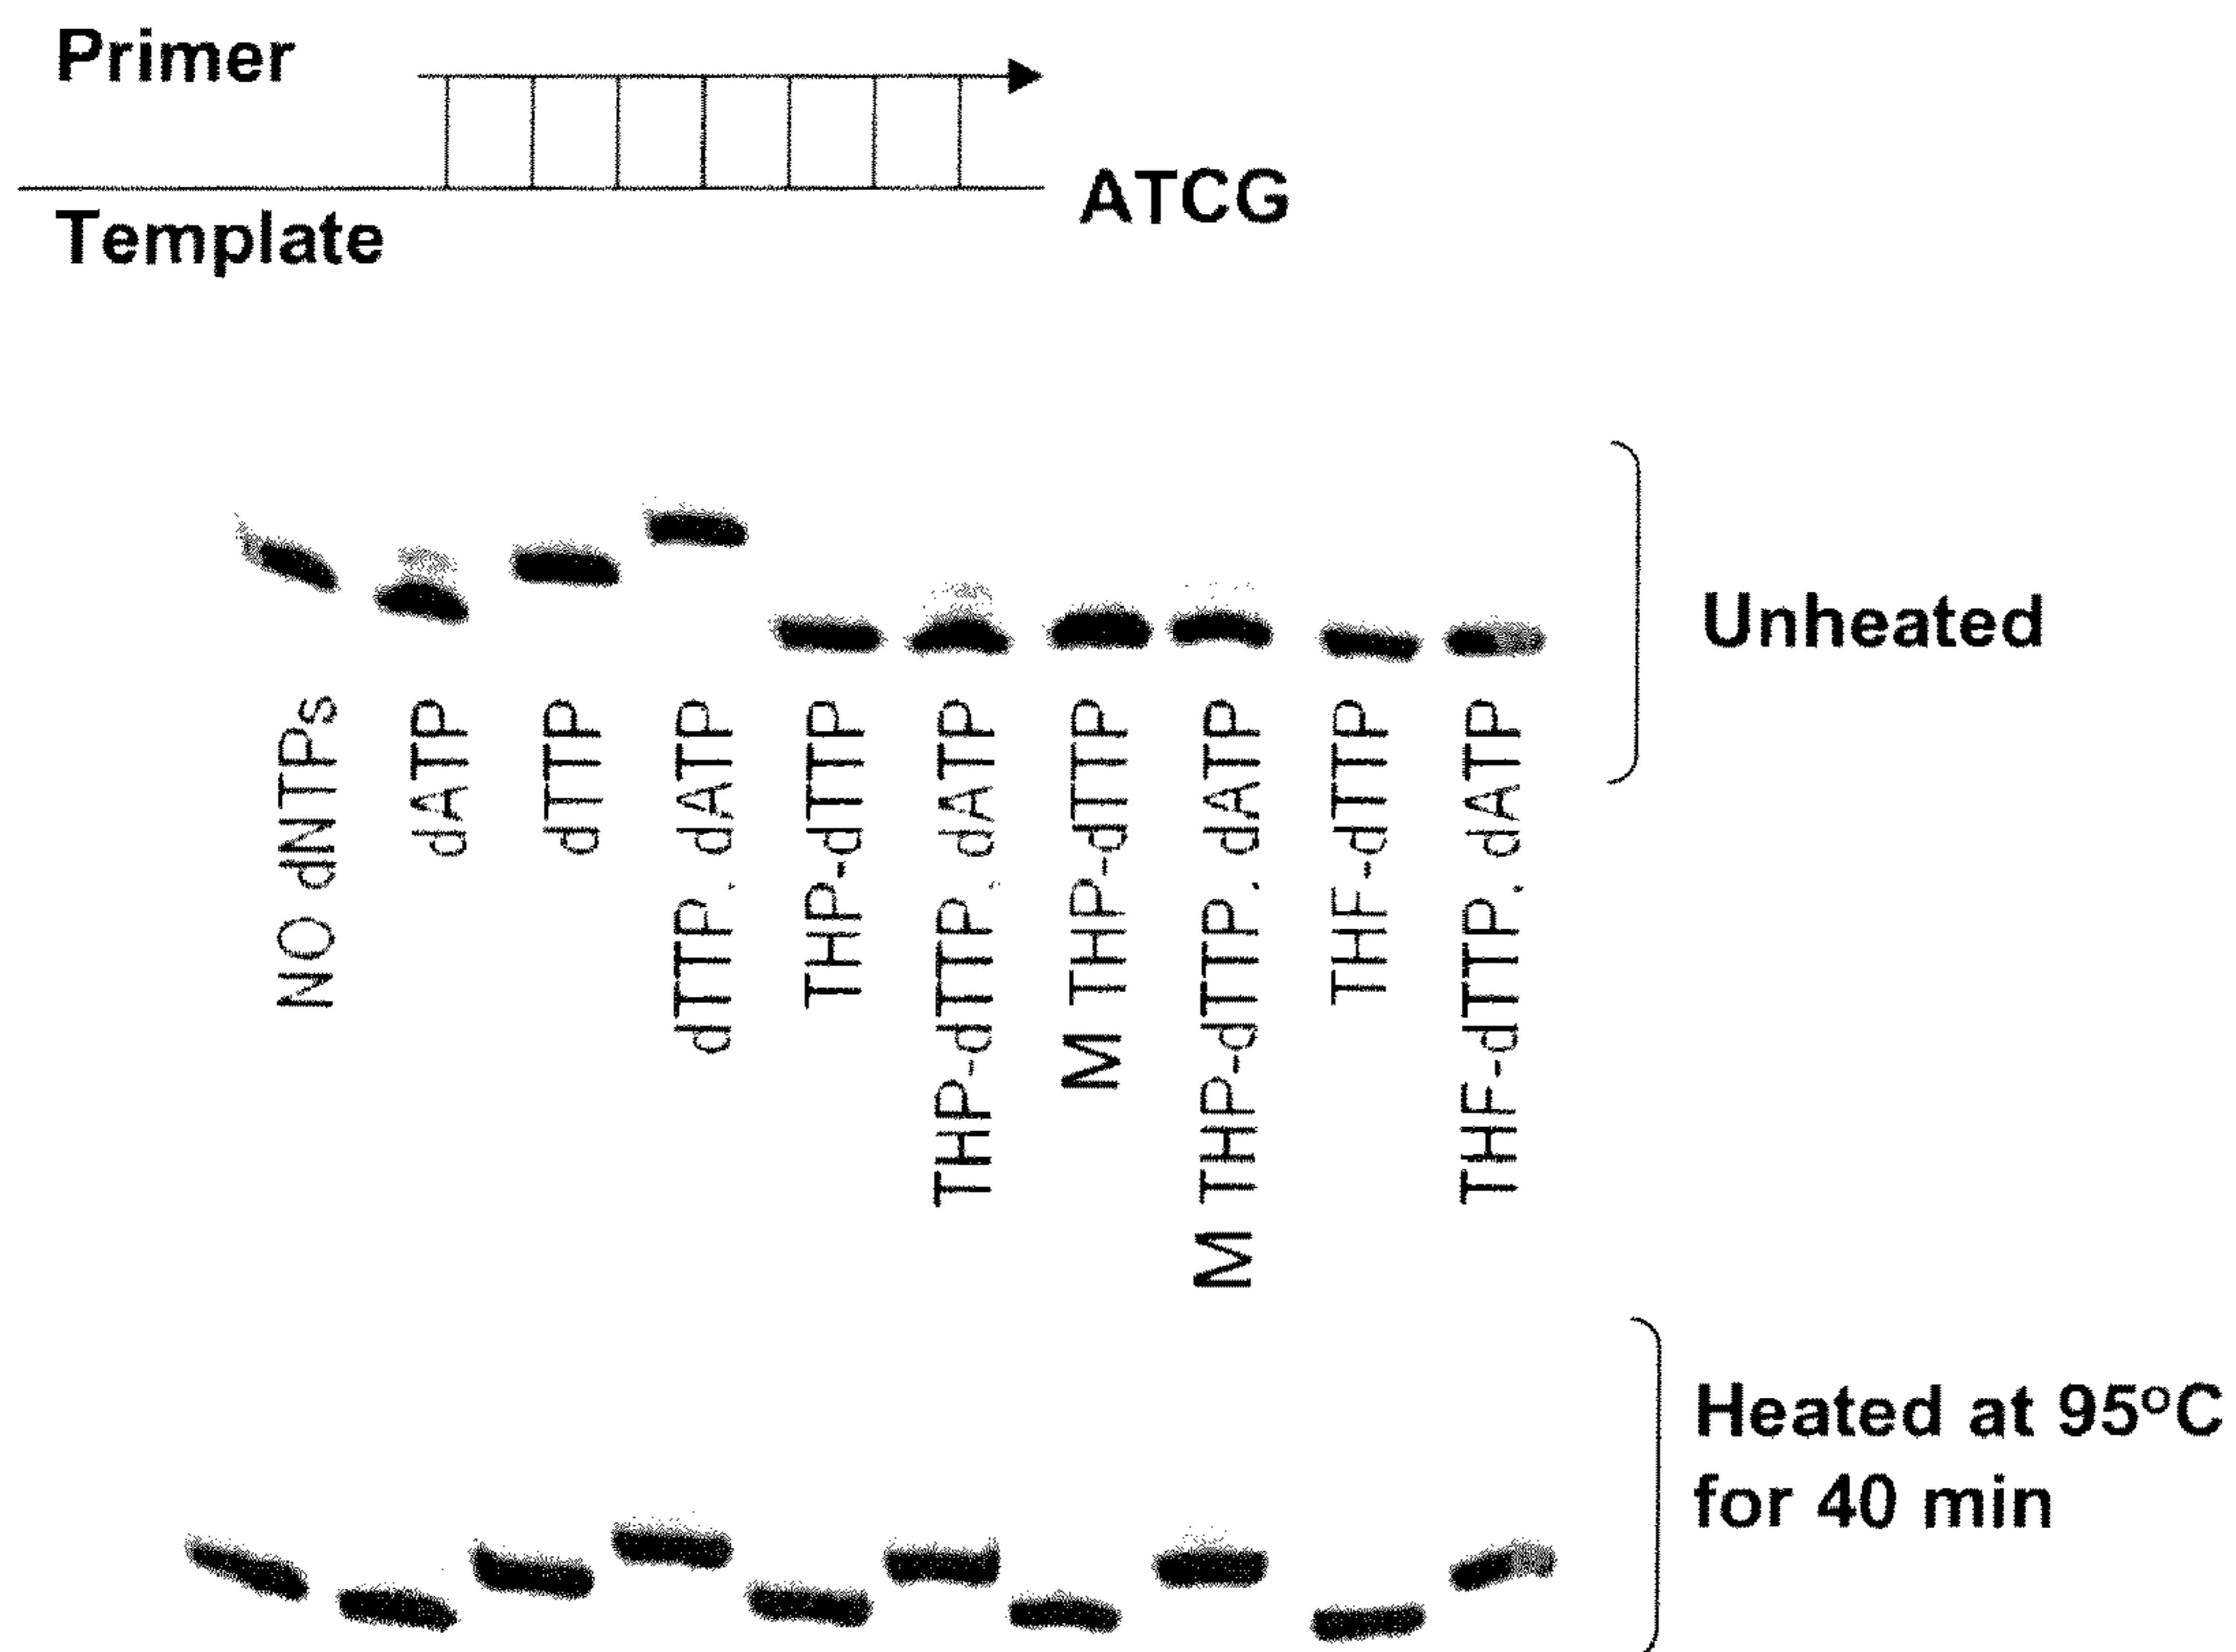 Primer
ATCG
Template
Unheated
NO dNTPs
dATP
dTTP
dTTP. dATP
THP-dTTP
THP-dTTP. dATP
M THP-dTTP
M THP-dTTP. dATP
THF-dTTP
THF-dTTP. dATP
Heated at 95°C
for 40 min